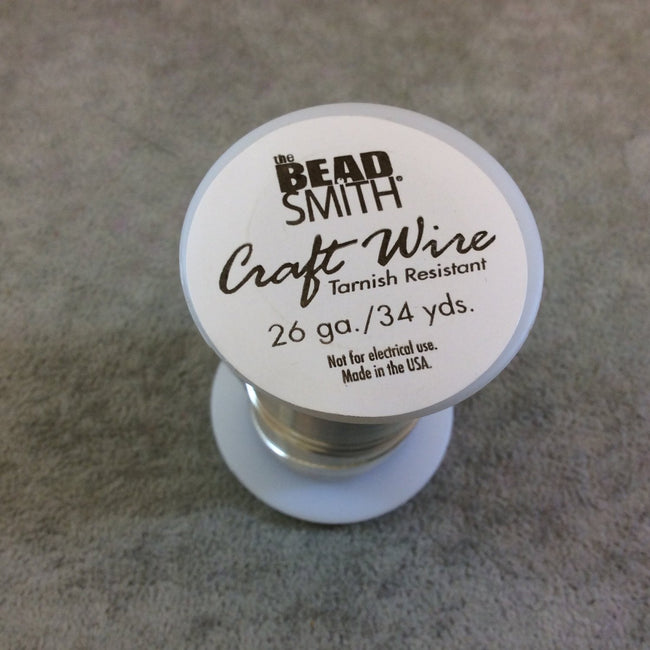 the
BEAD
SMITH®
Craft Wire
Tarnish Resistant
26 ga./34 yds.
Not for electrical use.
Made in the USA.